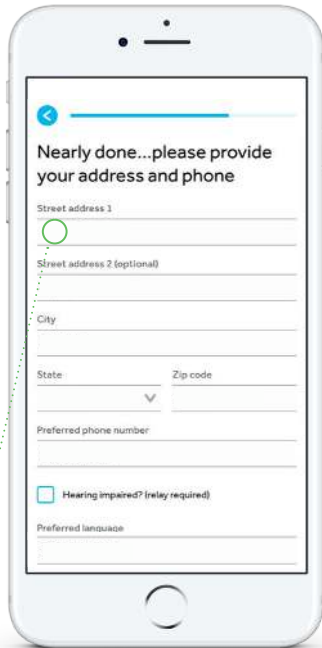 Nearly done...please provide
your address and phone
Street address 1
Street address 2 (optional)
City
State Zip code
Preferred phone number
Hearing impaired? (relay required)
Preferred language